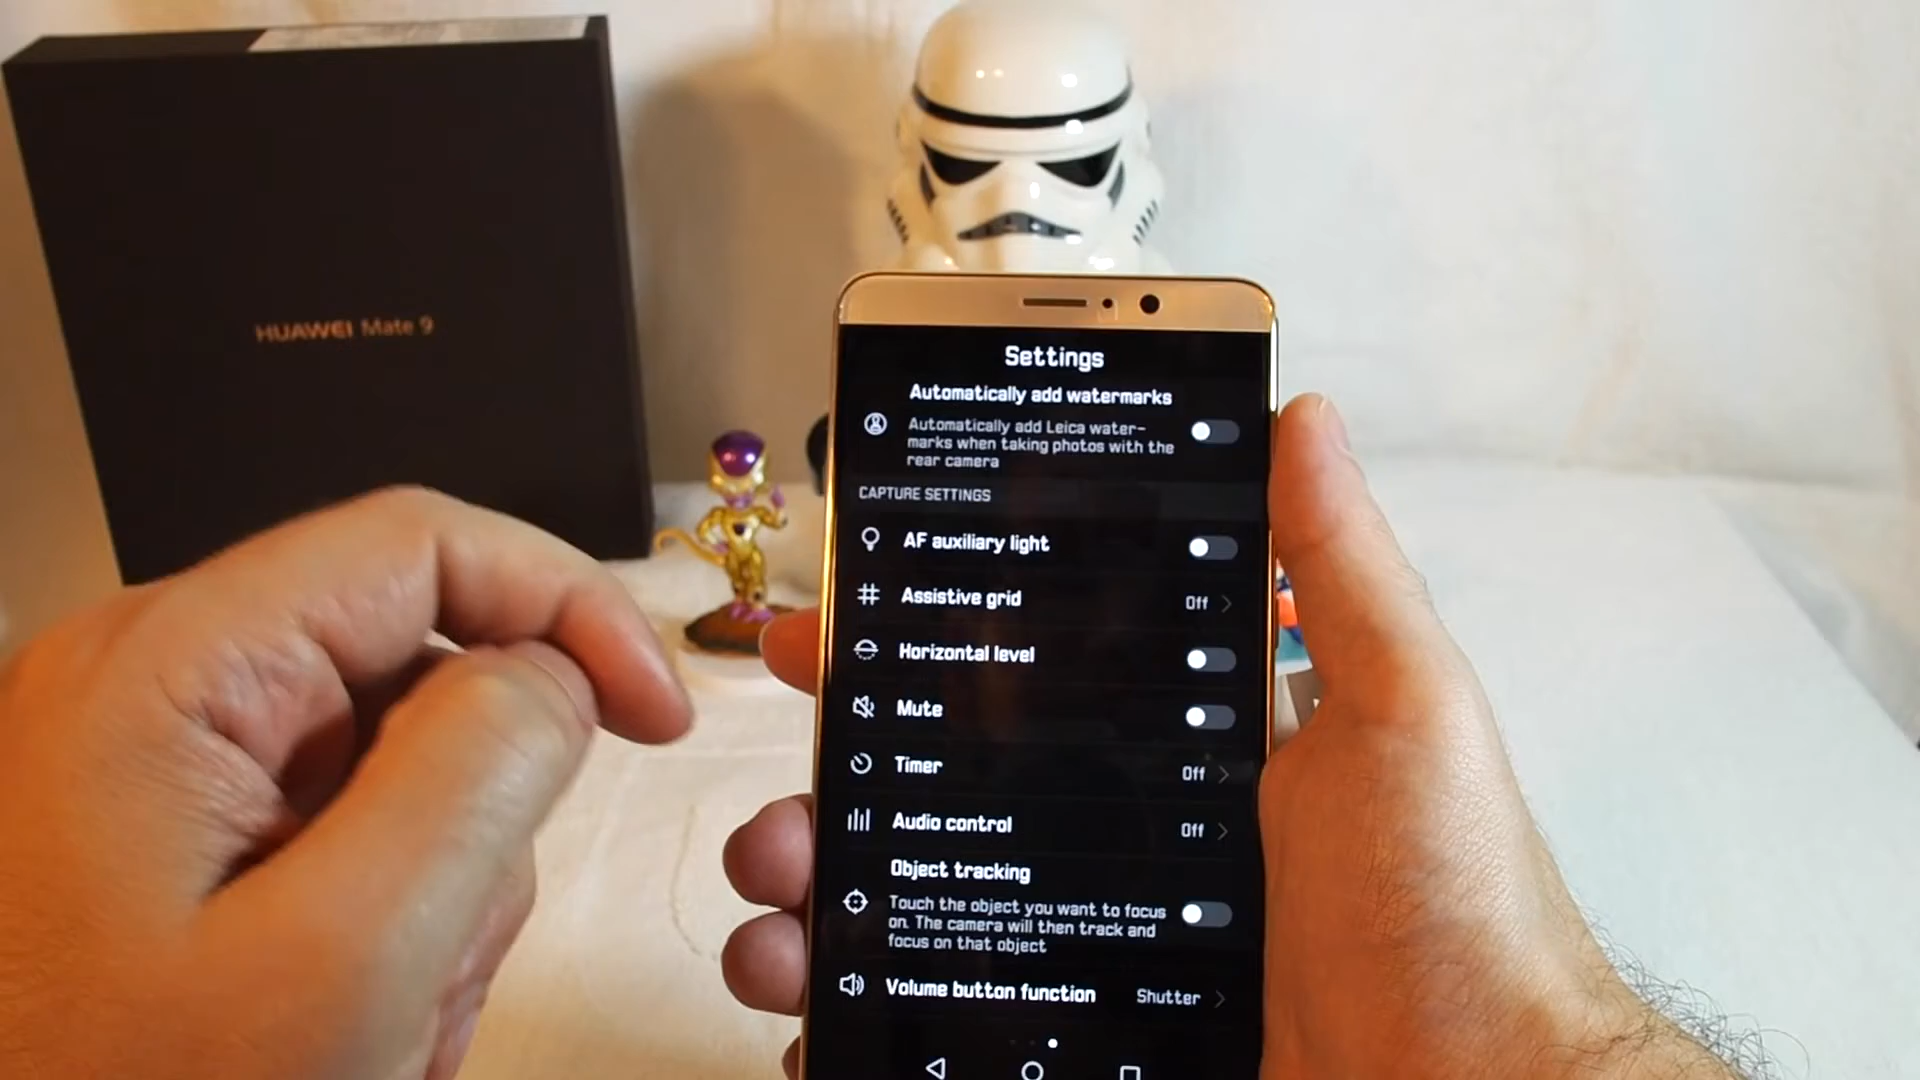 HUAWEI Mate 9
Settings
Automatically add watermarks
Automatically add Leica water-
marks when taking photos with the
rear camera
CAPTURE SETTINGS
AF auxiliary light
Assistive grid Off
Horizontal level
Mute
Timer Off
Audio control Off
Object tracking
Touch the object you want to focus
on. The camera will then track and
focus on that object
Volume button function Shutter